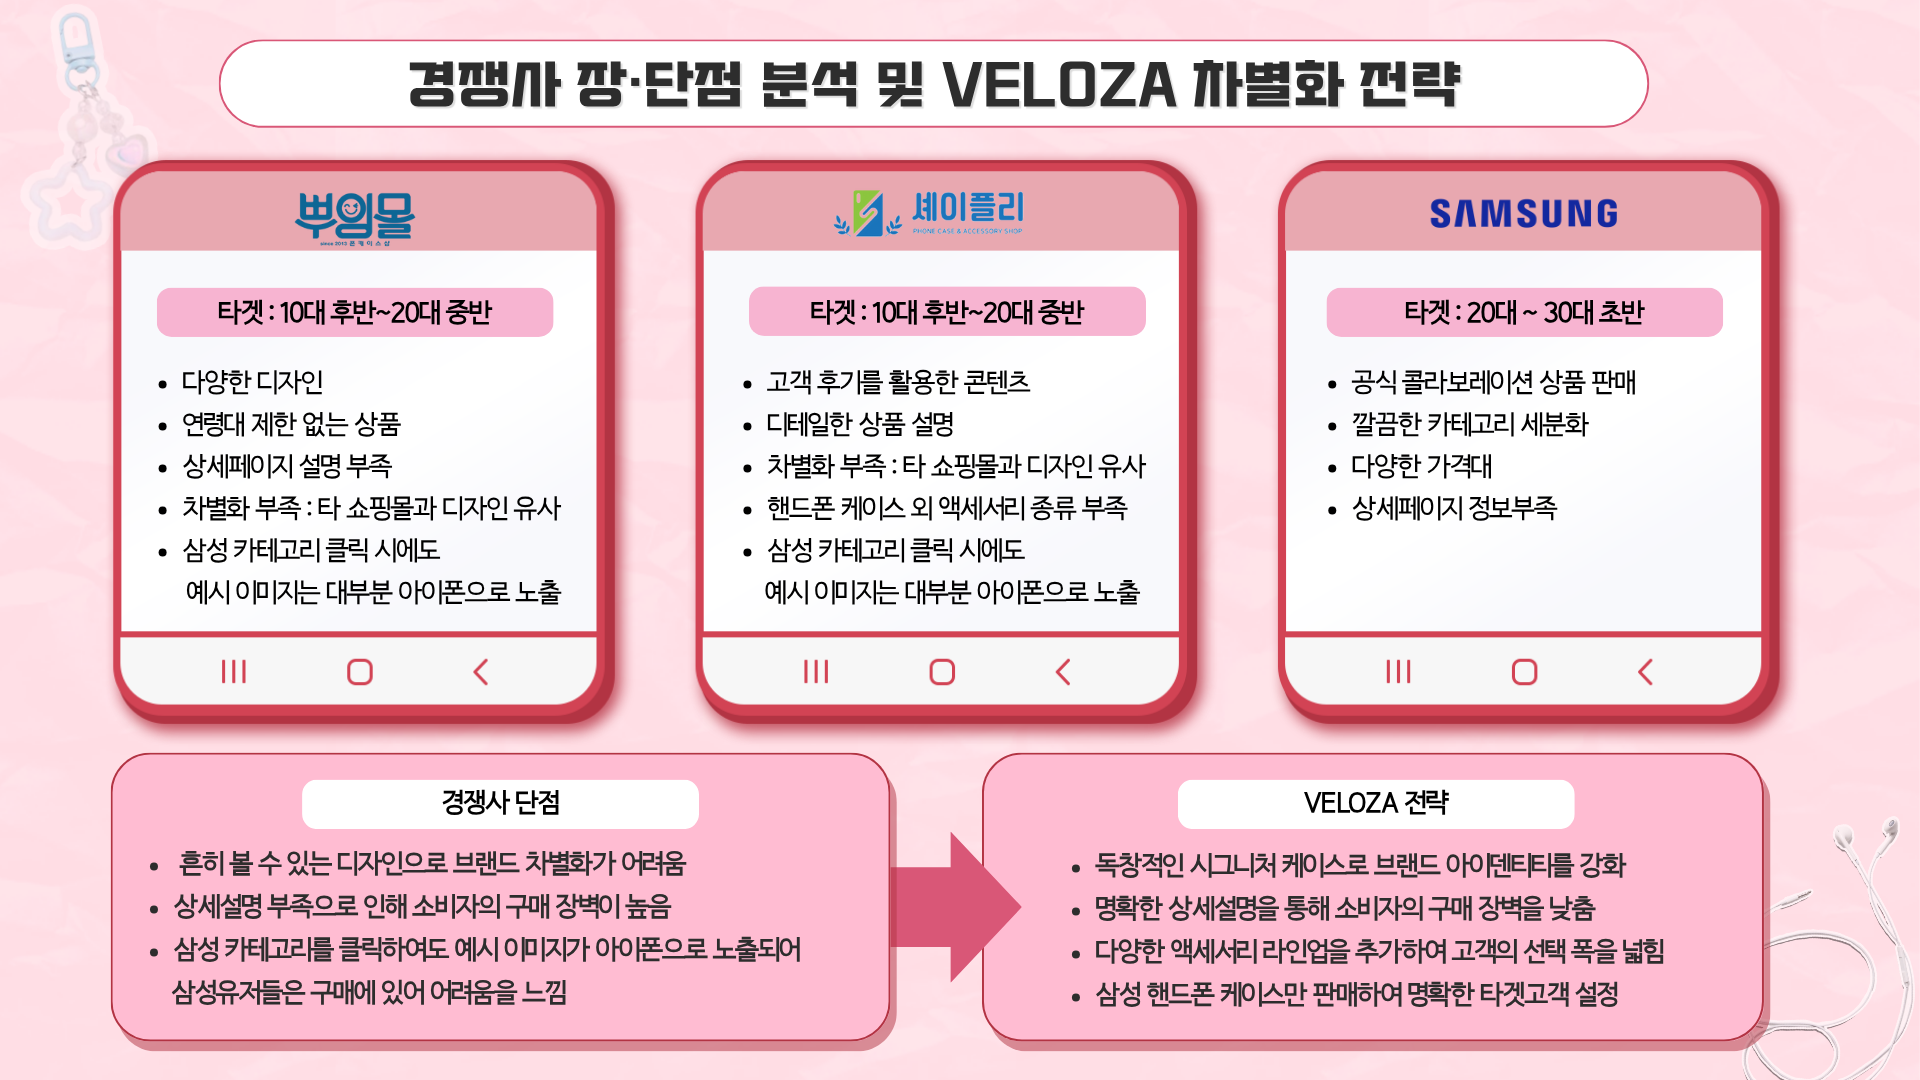 경쟁사 장·단점 분석 및 VELOZA 차별화 전략
뿌임몰
since 2013 폰케이스샵
타겟 : 10대 후반~20대 중반
• 다양한 디자인
• 연령대 제한 없는 상품
• 상세페이지 설명 부족
• 차별화 부족 : 타 쇼핑몰과 디자인 유사
• 삼성 카테고리 클릭 시에도
예시 이미지는 대부분 아이폰으로 노출
셰이플리
PHONE CASE & ACCESSORY SHOP
타겟 : 10대 후반~20대 중반
• 고객 후기를 활용한 콘텐츠
• 디테일한 상품 설명
• 차별화 부족 : 타 쇼핑몰과 디자인 유사
• 핸드폰 케이스 외 액세서리 종류 부족
• 삼성 카테고리 클릭 시에도
예시 이미지는 대부분 아이폰으로 노출
SAMSUNG
타겟 : 20대 ~ 30대 초반
• 공식 콜라보레이션 상품 판매
• 깔끔한 카테고리 세분화
• 다양한 가격대
• 상세페이지 정보부족
경쟁사 단점
• 흔히 볼 수 있는 디자인으로 브랜드 차별화가 어려움
• 상세설명 부족으로 인해 소비자의 구매 장벽이 높음
• 삼성 카테고리를 클릭하여도 예시 이미지가 아이폰으로 노출되어
삼성유저들은 구매에 있어 어려움을 느낌
VELOZA 전략
• 독창적인 시그니처 케이스로 브랜드 아이덴티티를 강화
• 명확한 상세설명을 통해 소비자의 구매 장벽을 낮춤
• 다양한 액세서리 라인업을 추가하여 고객의 선택 폭을 넓힘
• 삼성 핸드폰 케이스만 판매하여 명확한 타겟고객 설정